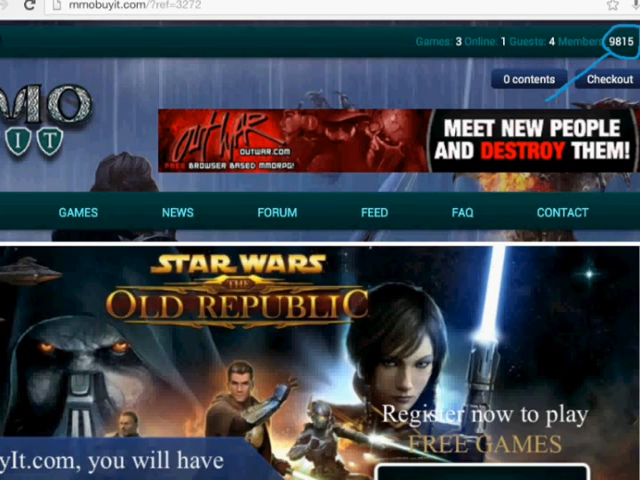 mmobuyit.com/?ref=3272
Games: 3 Online: 1 Guests: 4 Members: 9815
0 contents Checkout
MO
IT
OUTWAR
OUTWAR.COM
FREE BROWSER BASED MMORPG!
MEET NEW PEOPLE
AND DESTROY THEM!
GAMES NEWS FORUM FEED FAQ CONTACT
STAR WARS
THE
OLD REPUBLIC
Register now to play
FREE GAMES
yIt.com, you will have